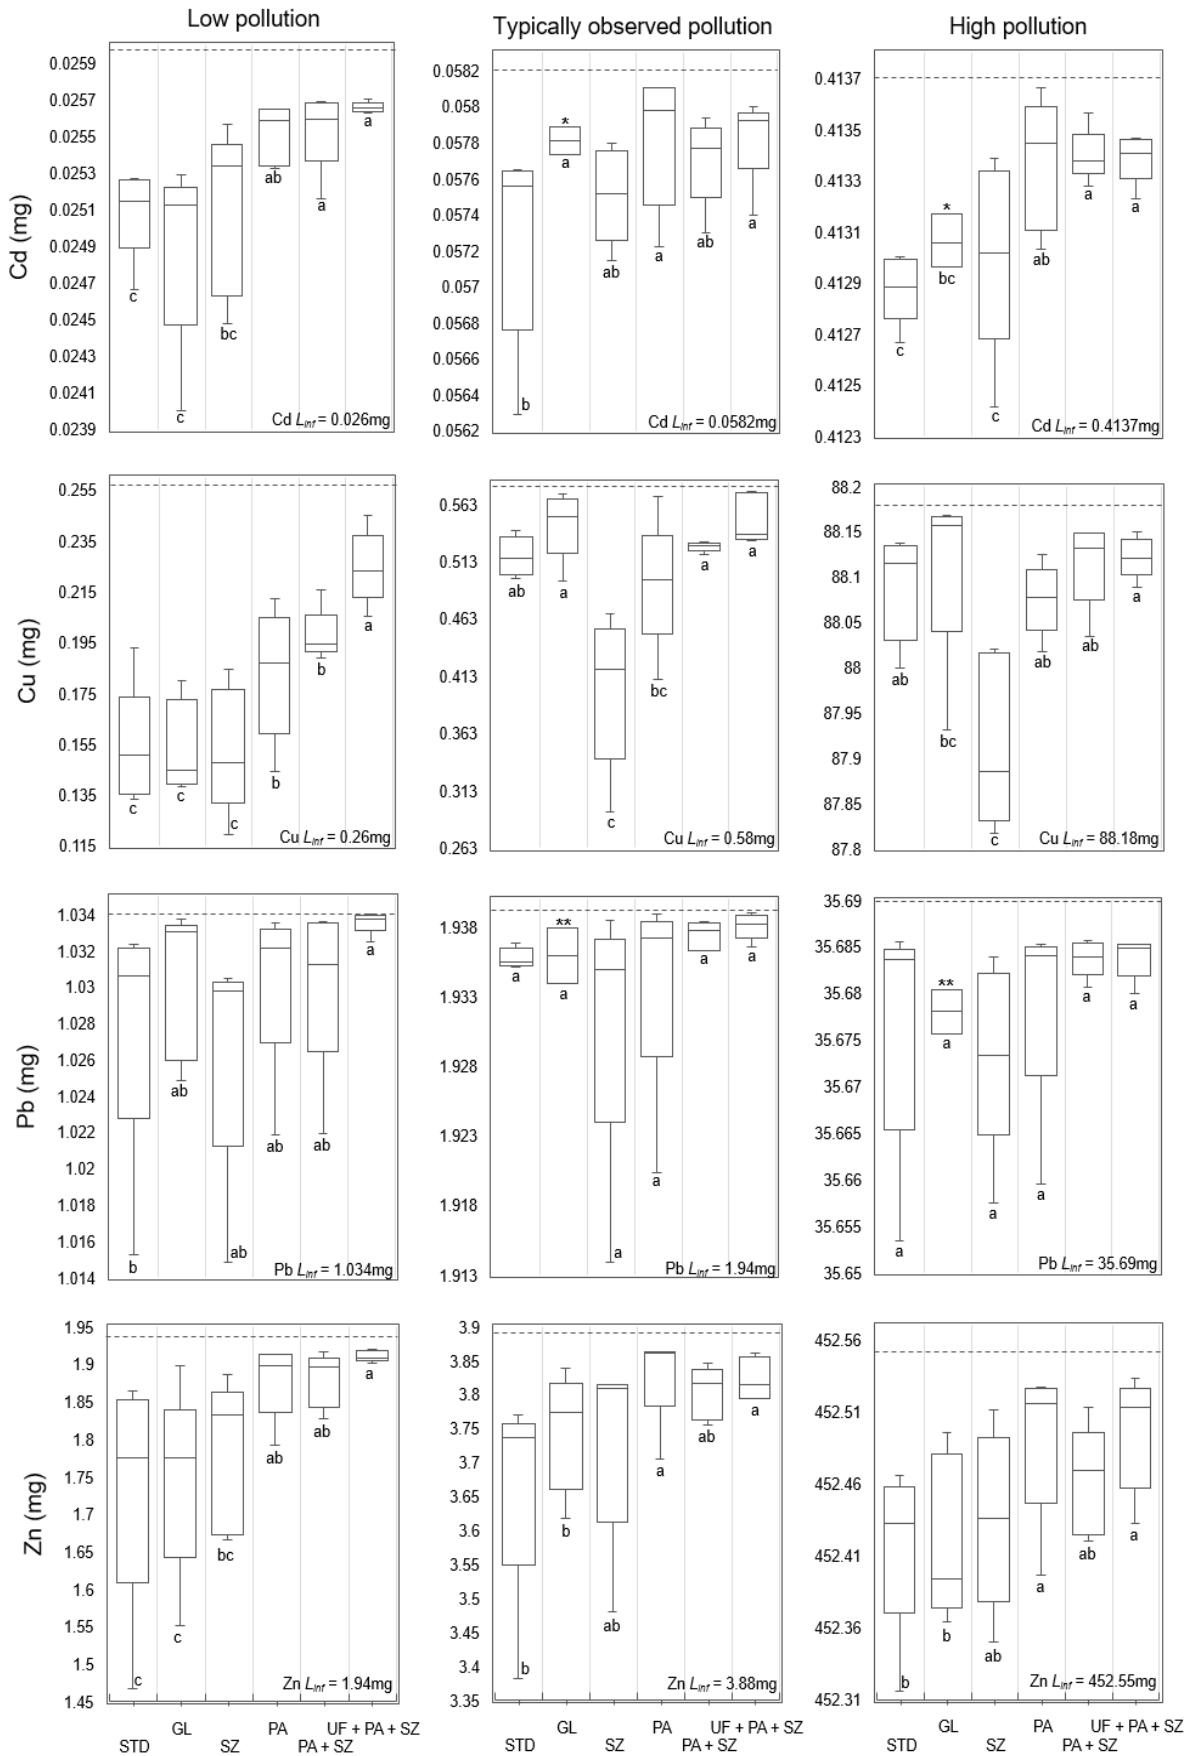 Low pollution
Typically observed pollution
High pollution
Cd (mg)
0.0259
0.0257
0.0255
0.0253
0.0251
0.0249
0.0247
0.0245
0.0243
0.0241
0.0239
c
c
bc
ab
a
a
Cd Linf = 0.026mg
0.0582
0.058
0.0578
0.0576
0.0574
0.0572
0.057
0.0568
0.0566
0.0564
0.0562
b
*
a
ab
a
ab
a
Cd Linf = 0.0582mg
0.4137
0.4135
0.4133
0.4131
0.4129
0.4127
0.4125
0.4123
c
*
bc
c
ab
a
a
Cd Linf = 0.4137mg
Cu (mg)
0.255
0.235
0.215
0.195
0.175
0.155
0.135
0.115
c
c
c
b
b
a
Cu Linf = 0.26mg
0.563
0.513
0.463
0.413
0.363
0.313
0.263
ab
a
c
bc
a
a
Cu Linf = 0.58mg
88.2
88.15
88.1
88.05
88
87.95
87.9
87.85
87.8
ab
bc
c
ab
ab
a
Cu Linf = 88.18mg
Pb (mg)
1.034
1.032
1.03
1.028
1.026
1.024
1.022
1.02
1.018
1.016
1.014
b
ab
ab
ab
ab
a
Pb Linf = 1.034mg
1.938
1.933
1.928
1.923
1.918
1.913
a
**
a
a
a
a
a
Pb Linf = 1.94mg
35.69
35.685
35.68
35.675
35.67
35.665
35.66
35.655
35.65
a
**
a
a
a
a
a
Pb Linf = 35.69mg
Zn (mg)
1.95
1.9
1.85
1.8
1.75
1.7
1.65
1.6
1.55
1.5
1.45
c
c
bc
ab
ab
a
Zn Linf = 1.94mg
3.9
3.85
3.8
3.75
3.7
3.65
3.6
3.55
3.5
3.45
3.4
3.35
b
b
ab
a
ab
a
Zn Linf = 3.88mg
452.56
452.51
452.46
452.41
452.36
452.31
b
b
ab
a
ab
a
Zn Linf = 452.55mg
STD
GL
SZ
PA
PA + SZ
UF + PA + SZ
STD
GL
SZ
PA
PA + SZ
UF + PA + SZ
STD
GL
SZ
PA
PA + SZ
UF + PA + SZ